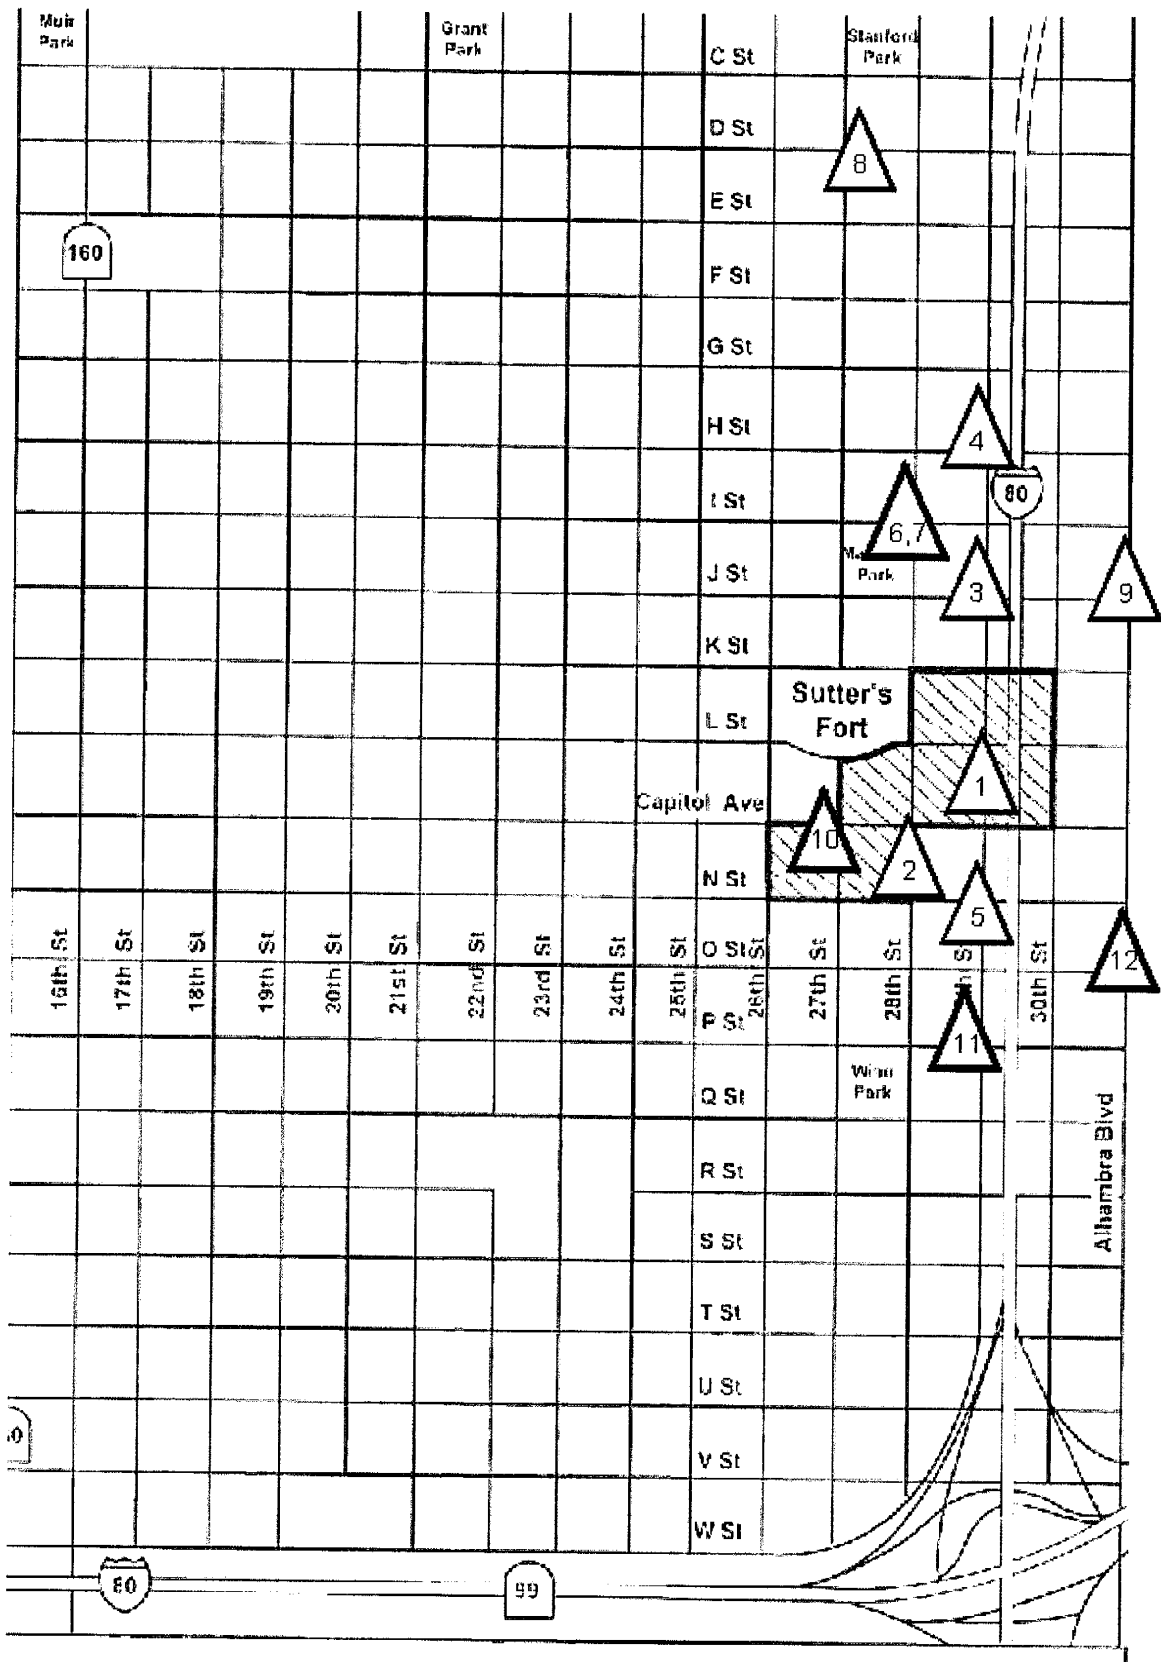 Muir
Park
Grant
Park
Stanford
Park
C St
D St
8
E St
160
F St
G St
H St
4
80
I St
6,7
Park
J St
3
9
K St
Sutter's
Fort
L St
1
Capitol Ave
10
2
N St
5
16th St
17th St
18th St
19th St
20th St
21st St
22nd St
23rd St
24th St
25th St
O St
26th St
27th St
28th St
St
30th St
12
P St
11
Park
Q St
Alhambra Blvd
R St
S St
T St
U St
V St
W St
80
99